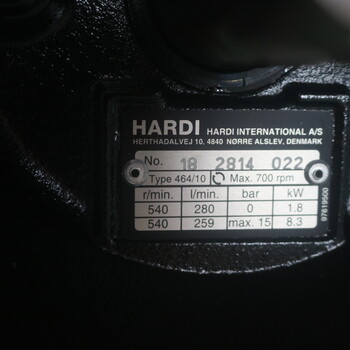 HARDI HARDI INTERNATIONAL A/S
HERTHADALVEJ 10, 4840 NØRRE ALSLEV, DENMARK
No. 18 2814 022
Type 464/10 Max. 700 rpm
r/min. l/min. bar kW
540 280 0 1.8
540 259 max. 15 8.3
97819500